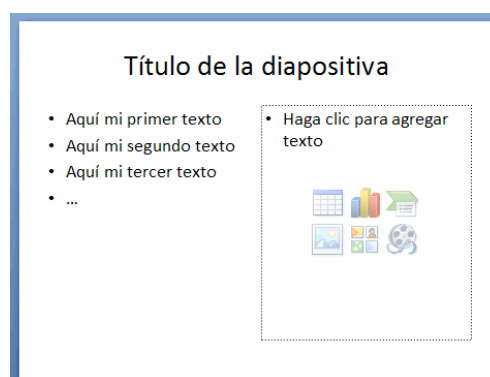 Título de la diapositiva
• Aquí mi primer texto
• Aquí mi segundo texto
• Aquí mi tercer texto
• ...
• Haga clic para agregar
texto